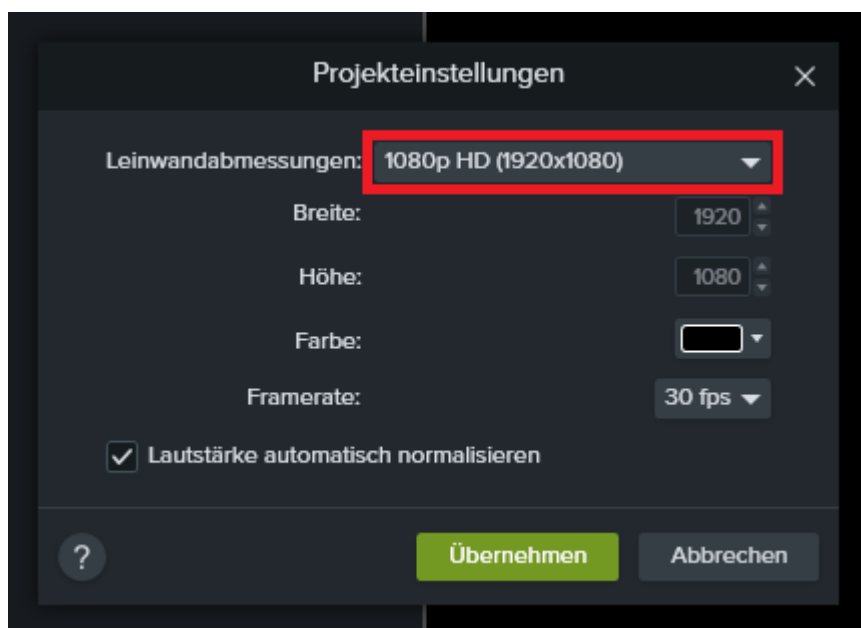 Projekteinstellungen
Leinwandabmessungen: 1080p HD (1920x1080)
Breite: 1920
Höhe: 1080
Farbe:
Framerate: 30 fps
Lautstärke automatisch normalisieren
? Übernehmen Abbrechen